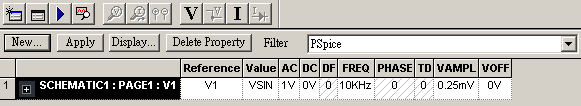 V I
New... Apply Display... Delete Property Filter PSpice
Reference Value AC DC DF FREQ PHASE TD VAMPL VOFF
1 SCHEMATIC1 : PAGE1 : V1 V1 VSIN 1V 0V 0 10KHz 0 0 0.25mV 0V